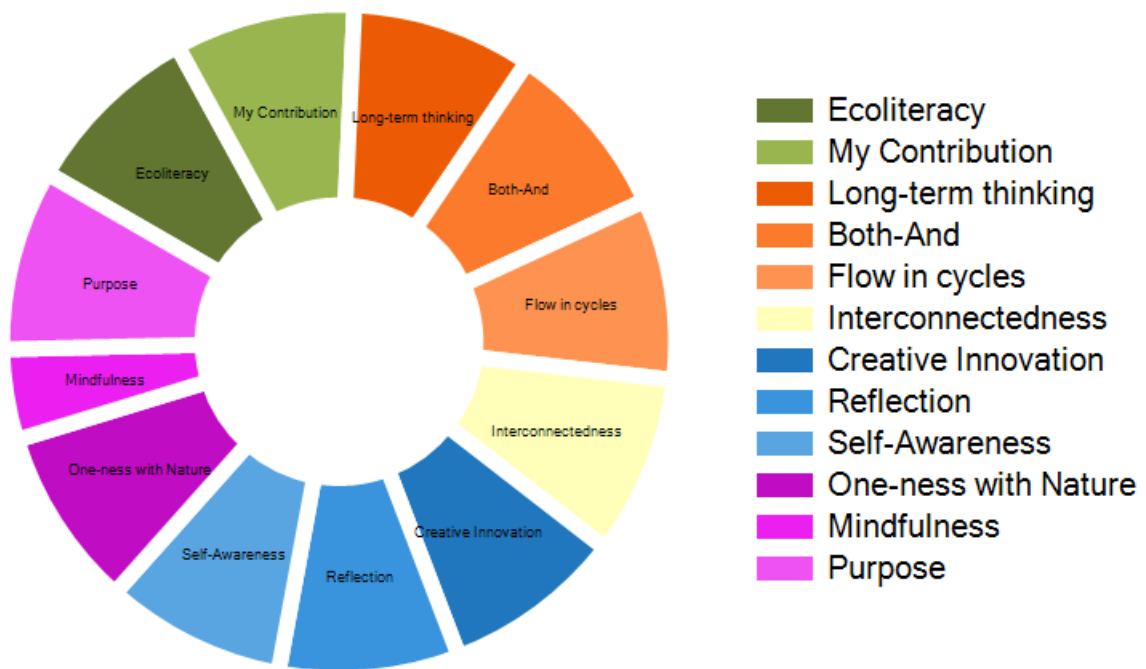 My Contribution
Long-term thinking
Ecoliteracy
Both-And
Purpose
Flow in cycles
Mindfulness
Interconnectedness
One-ness with Nature
Creative Innovation
Self-Awareness
Reflection
Ecoliteracy
My Contribution
Long-term thinking
Both-And
Flow in cycles
Interconnectedness
Creative Innovation
Reflection
Self-Awareness
One-ness with Nature
Mindfulness
Purpose